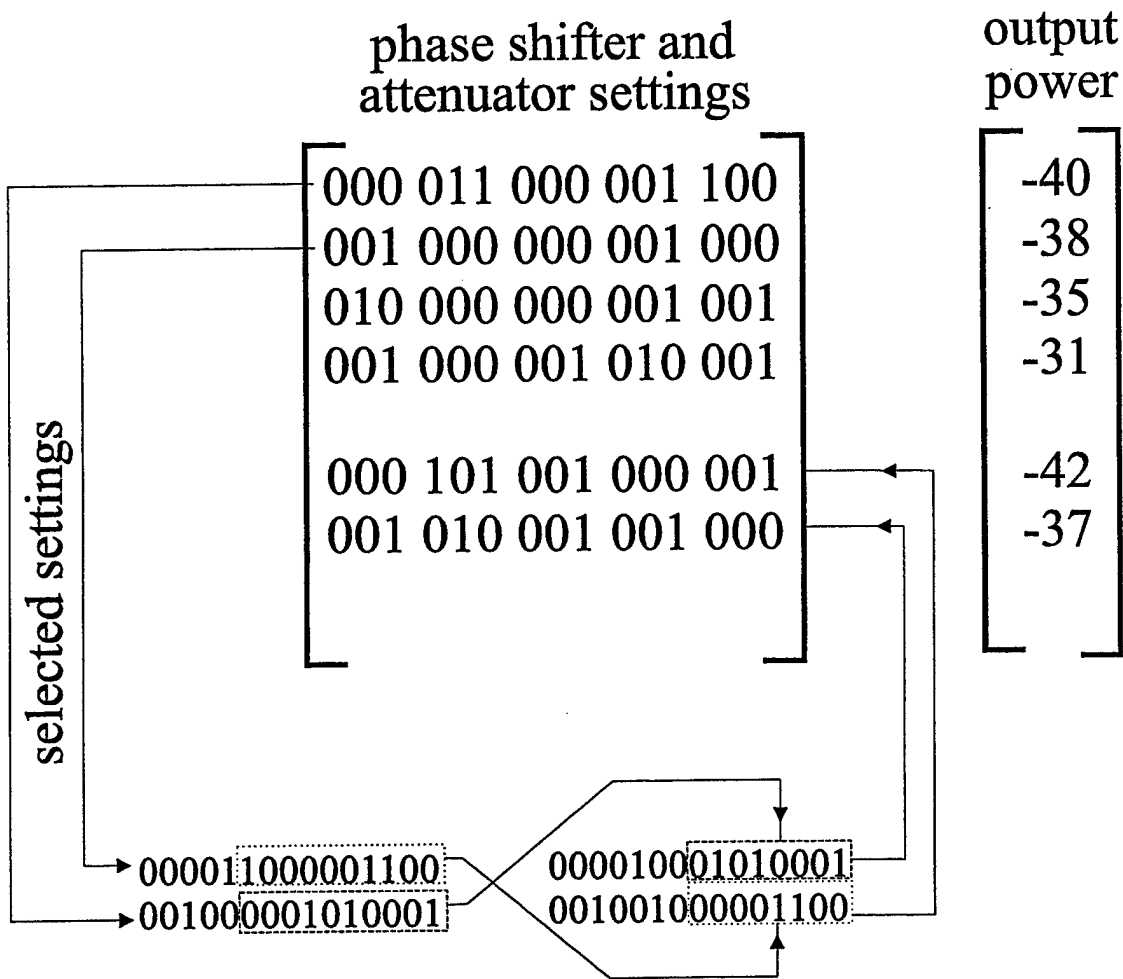 phase shifter and
attenuator settings
output
power
000 011 000 001 100
001 000 000 001 000
010 000 000 001 001
001 000 001 010 001
000 101 001 000 001
001 010 001 001 000
-40
-38
-35
-31
-42
-37
selected settings
000011000001100
001000001010001
000010001010001
001001000001100